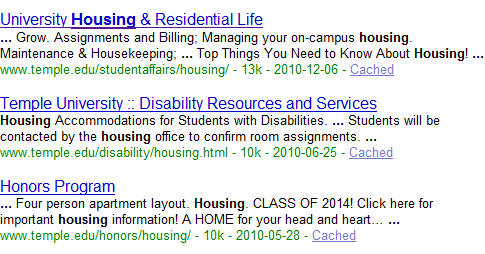 University Housing & Residential Life
... Grow. Assignments and Billing; Managing your on-campus housing.
Maintenance & Housekeeping; ... Top Things You Need to Know About Housing! ...
www.temple.edu/studentaffairs/housing/ - 13k - 2010-12-06 - Cached
Temple University :: Disability Resources and Services
Housing Accommodations for Students with Disabilities. ... Students will be
contacted by the housing office to confirm room assignments. ...
www.temple.edu/disability/housing.html - 10k - 2010-06-25 - Cached
Honors Program
... Four person apartment layout. Housing. CLASS OF 2014! Click here for
important housing information! A HOME for your head and heart... ...
www.temple.edu/honors/housing/ - 10k - 2010-05-28 - Cached